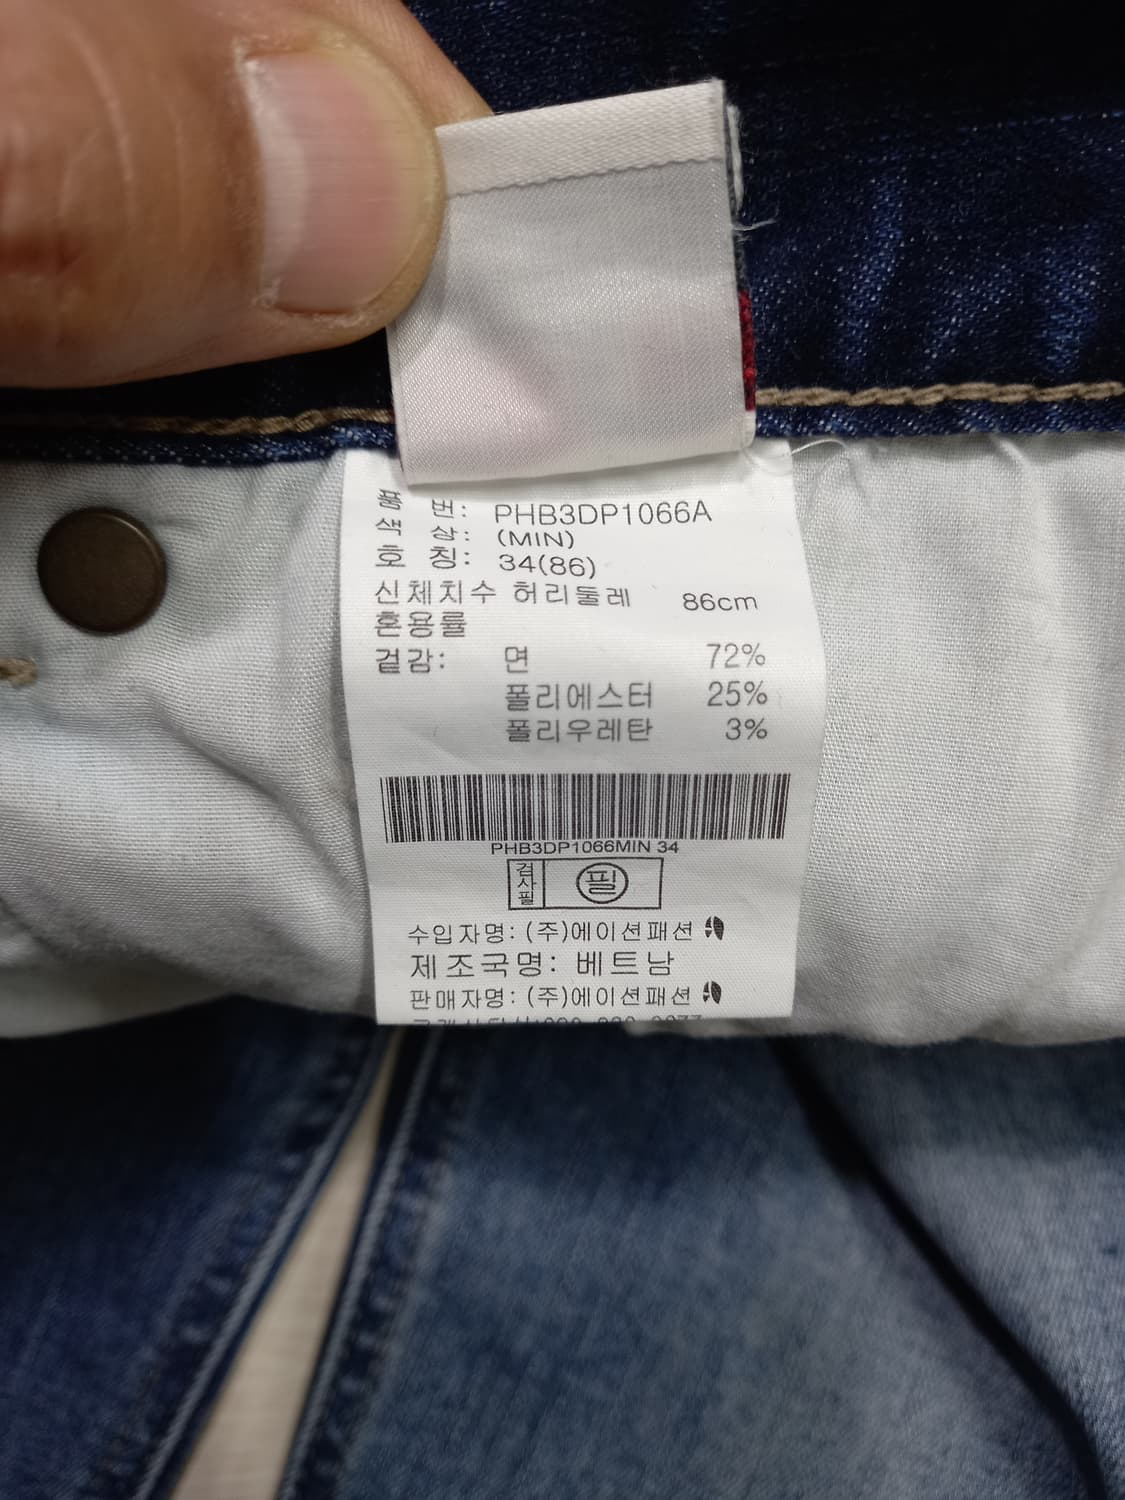 품 번: PHB3DP1066A
색 상: (MIN)
호 칭: 34(86)
신체치수 허리둘레 86cm
혼용률
겉감: 면 72%
폴리에스터 25%
폴리우레탄 3%
PHB3DP1066MIN 34
검사필 필
수입자명: (주)에이션패션
제조국명: 베트남
판매자명: (주)에이션패션